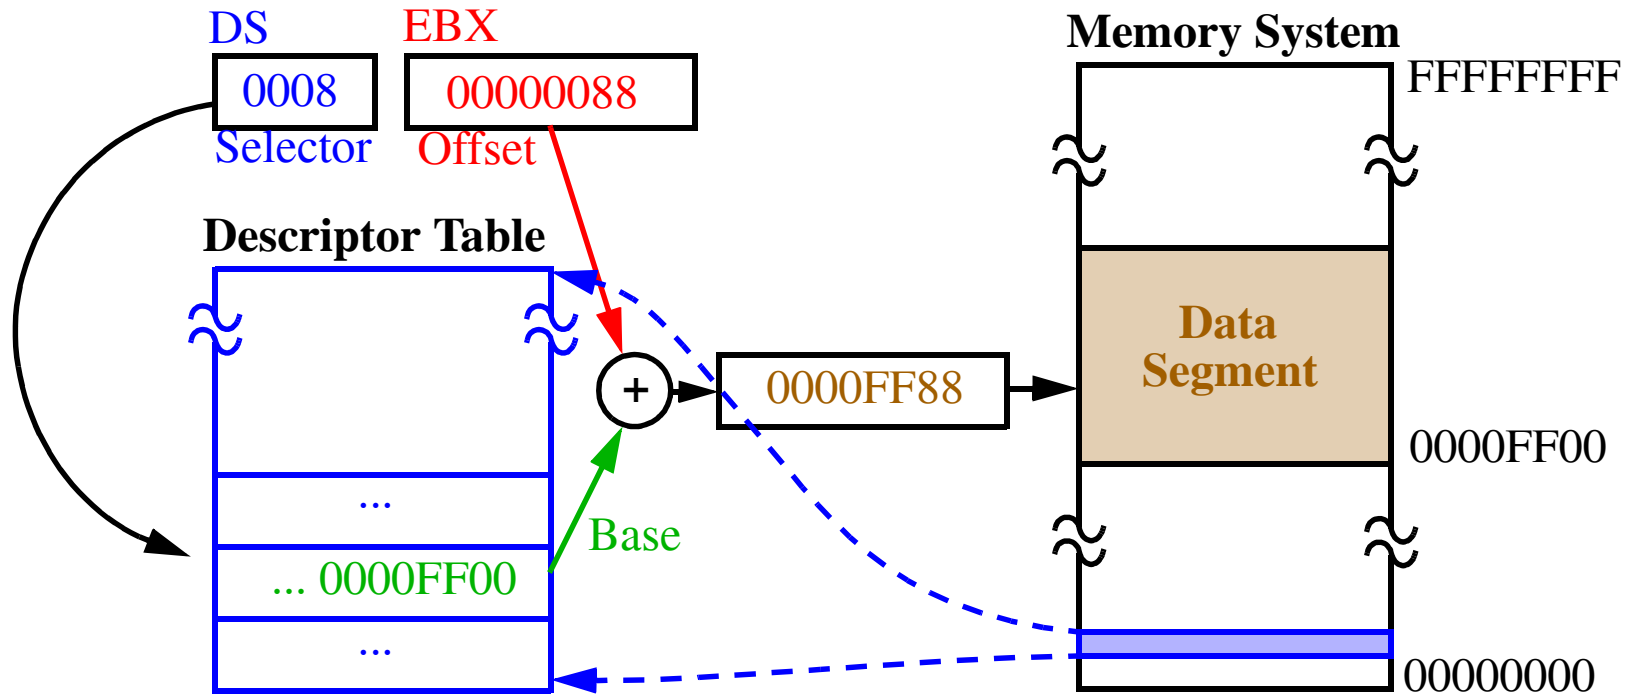 DS
EBX
Memory System
0008
00000088
FFFFFFFF
Selector
Offset
Descriptor Table
Data
Segment
+
0000FF88
0000FF00
...
Base
... 0000FF00
...
00000000